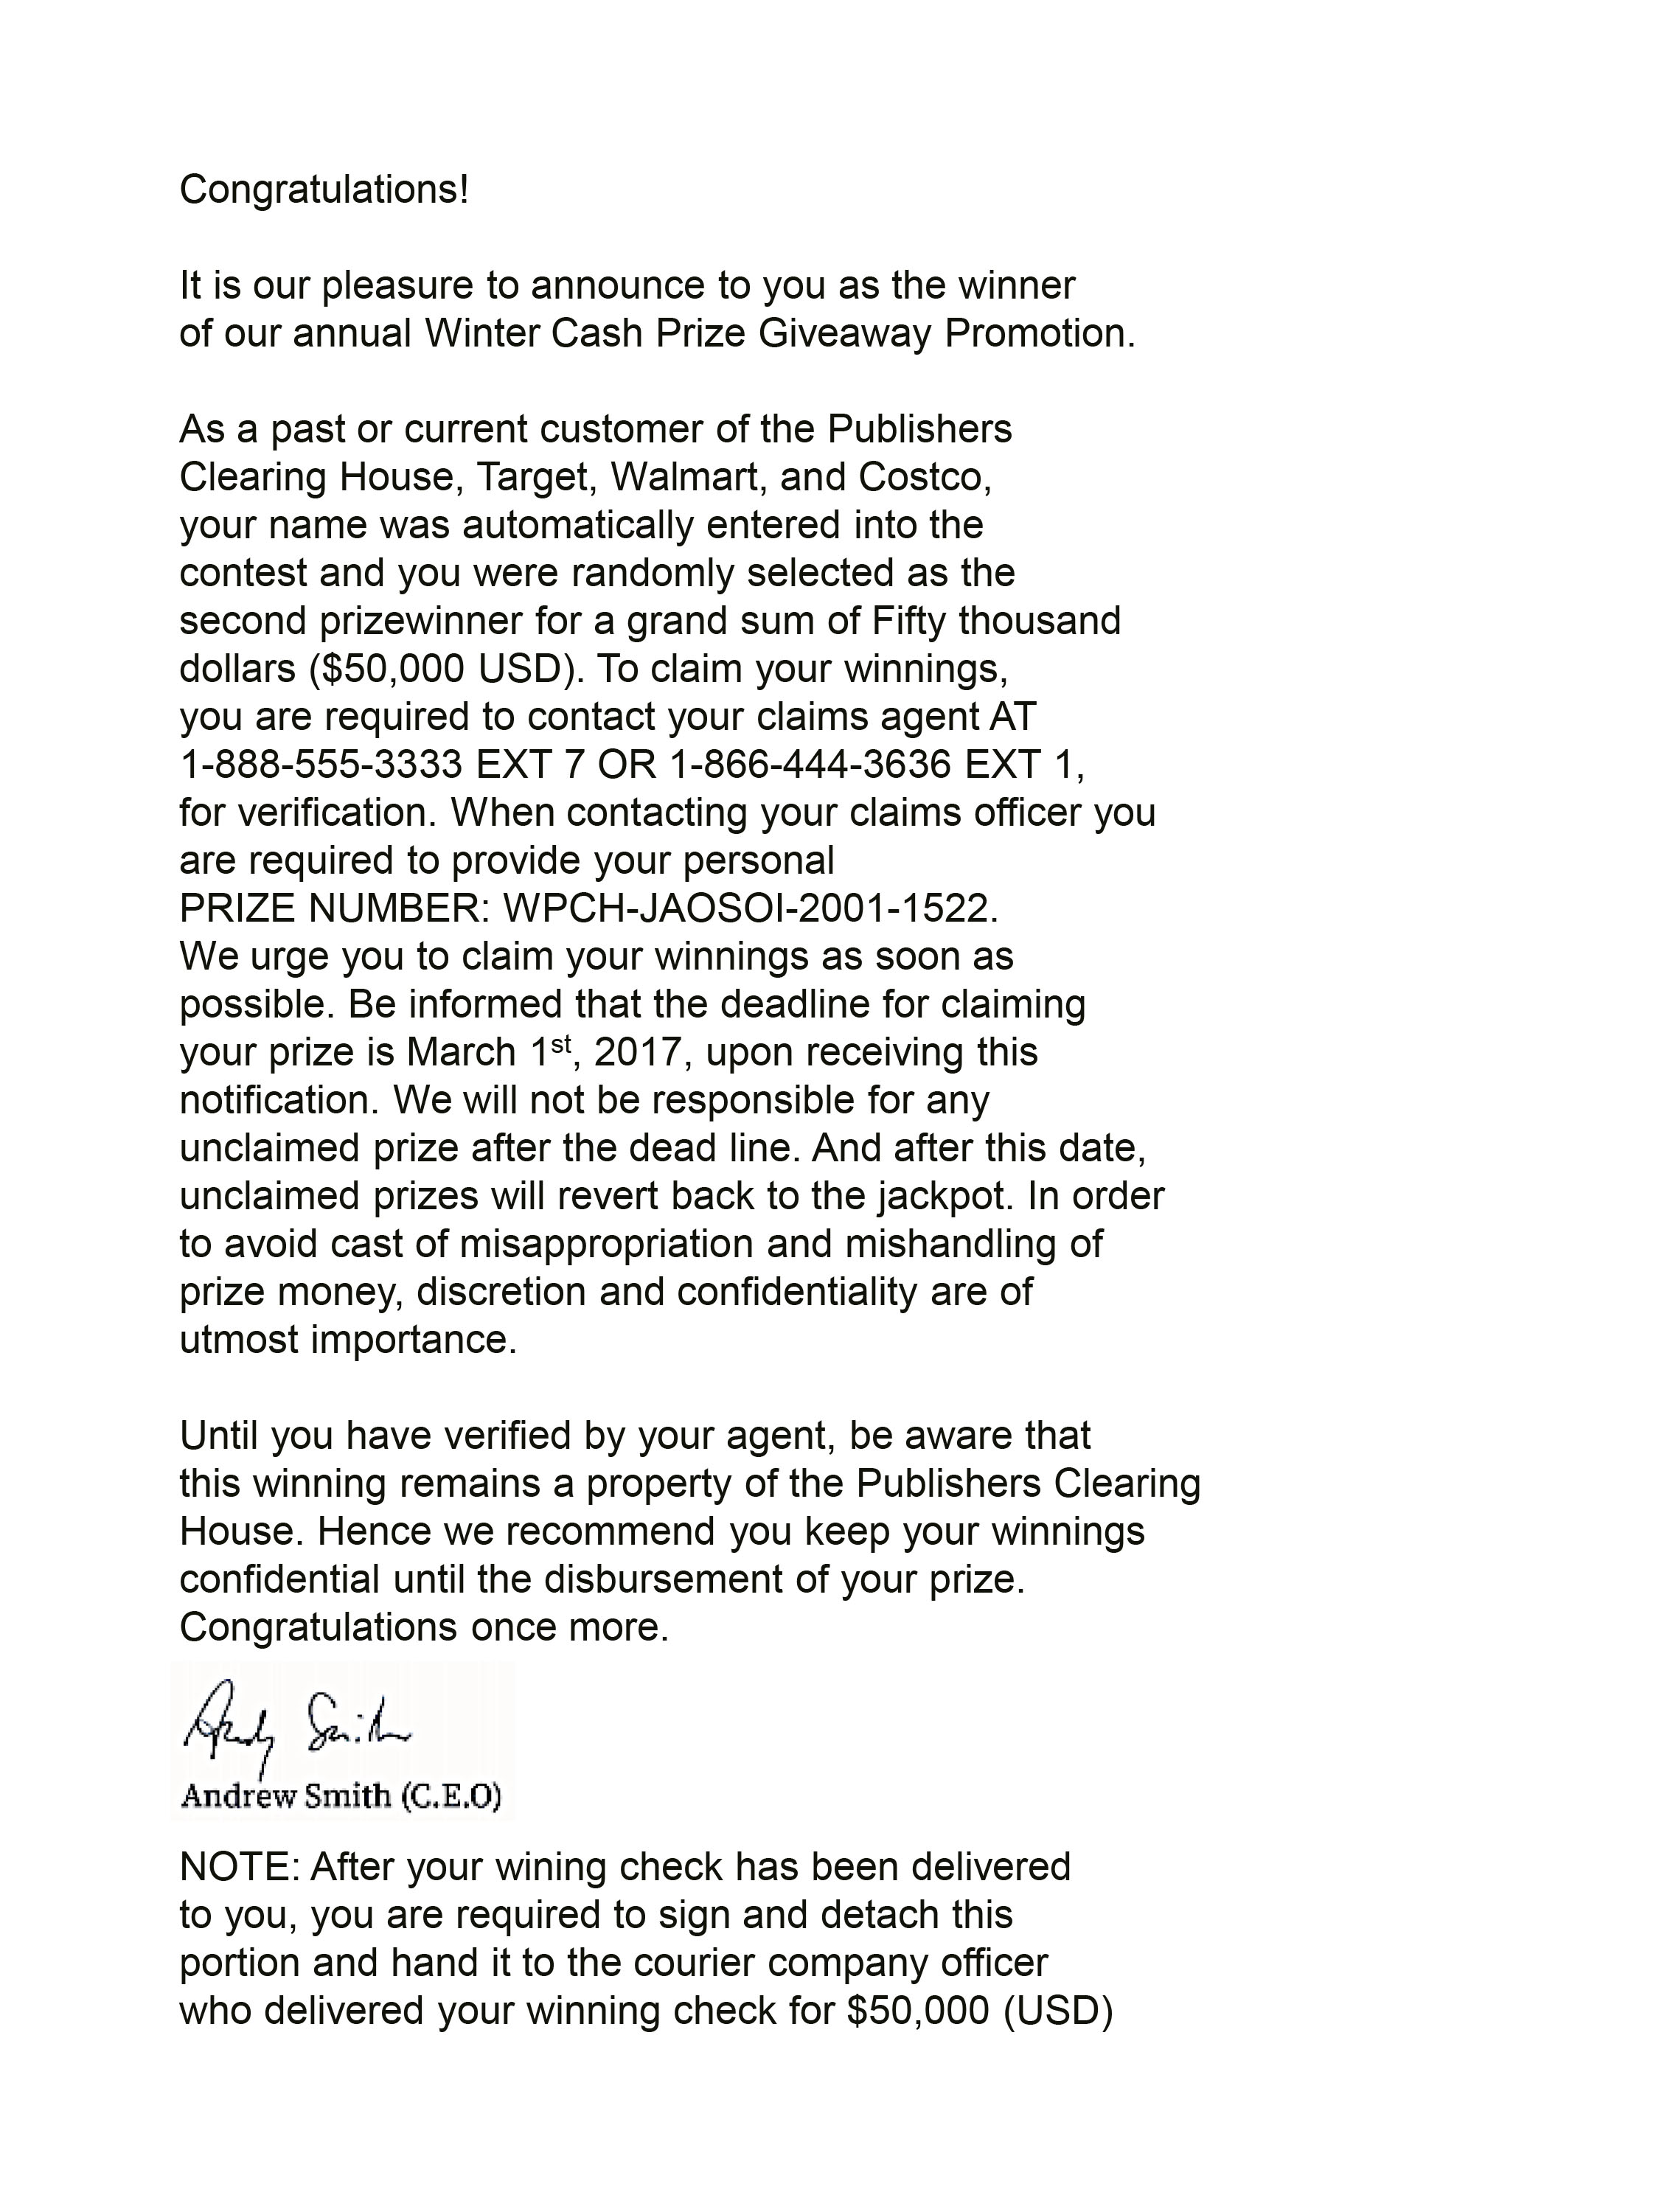 Congratulations!
It is our pleasure to announce to you as the winner
of our annual Winter Cash Prize Giveaway Promotion.
As a past or current customer of the Publishers
Clearing House, Target, Walmart, and Costco,
your name was automatically entered into the
contest and you were randomly selected as the
second prizewinner for a grand sum of Fifty thousand
dollars ($50,000 USD). To claim your winnings,
you are required to contact your claims agent AT
1-888-555-3333 EXT 7 OR 1-866-444-3636 EXT 1,
for verification. When contacting your claims officer you
are required to provide your personal
PRIZE NUMBER: WPCH-JAOSOI-2001-1522.
We urge you to claim your winnings as soon as
possible. Be informed that the deadline for claiming
your prize is March 1st, 2017, upon receiving this
notification. We will not be responsible for any
unclaimed prize after the dead line. And after this date,
unclaimed prizes will revert back to the jackpot. In order
to avoid cast of misappropriation and mishandling of
prize money, discretion and confidentiality are of
utmost importance.
Until you have verified by your agent, be aware that
this winning remains a property of the Publishers Clearing
House. Hence we recommend you keep your winnings
confidential until the disbursement of your prize.
Congratulations once more.
Andy Smith
Andrew Smith (C.E.O)
NOTE: After your wining check has been delivered
to you, you are required to sign and detach this
portion and hand it to the courier company officer
who delivered your winning check for $50,000 (USD)